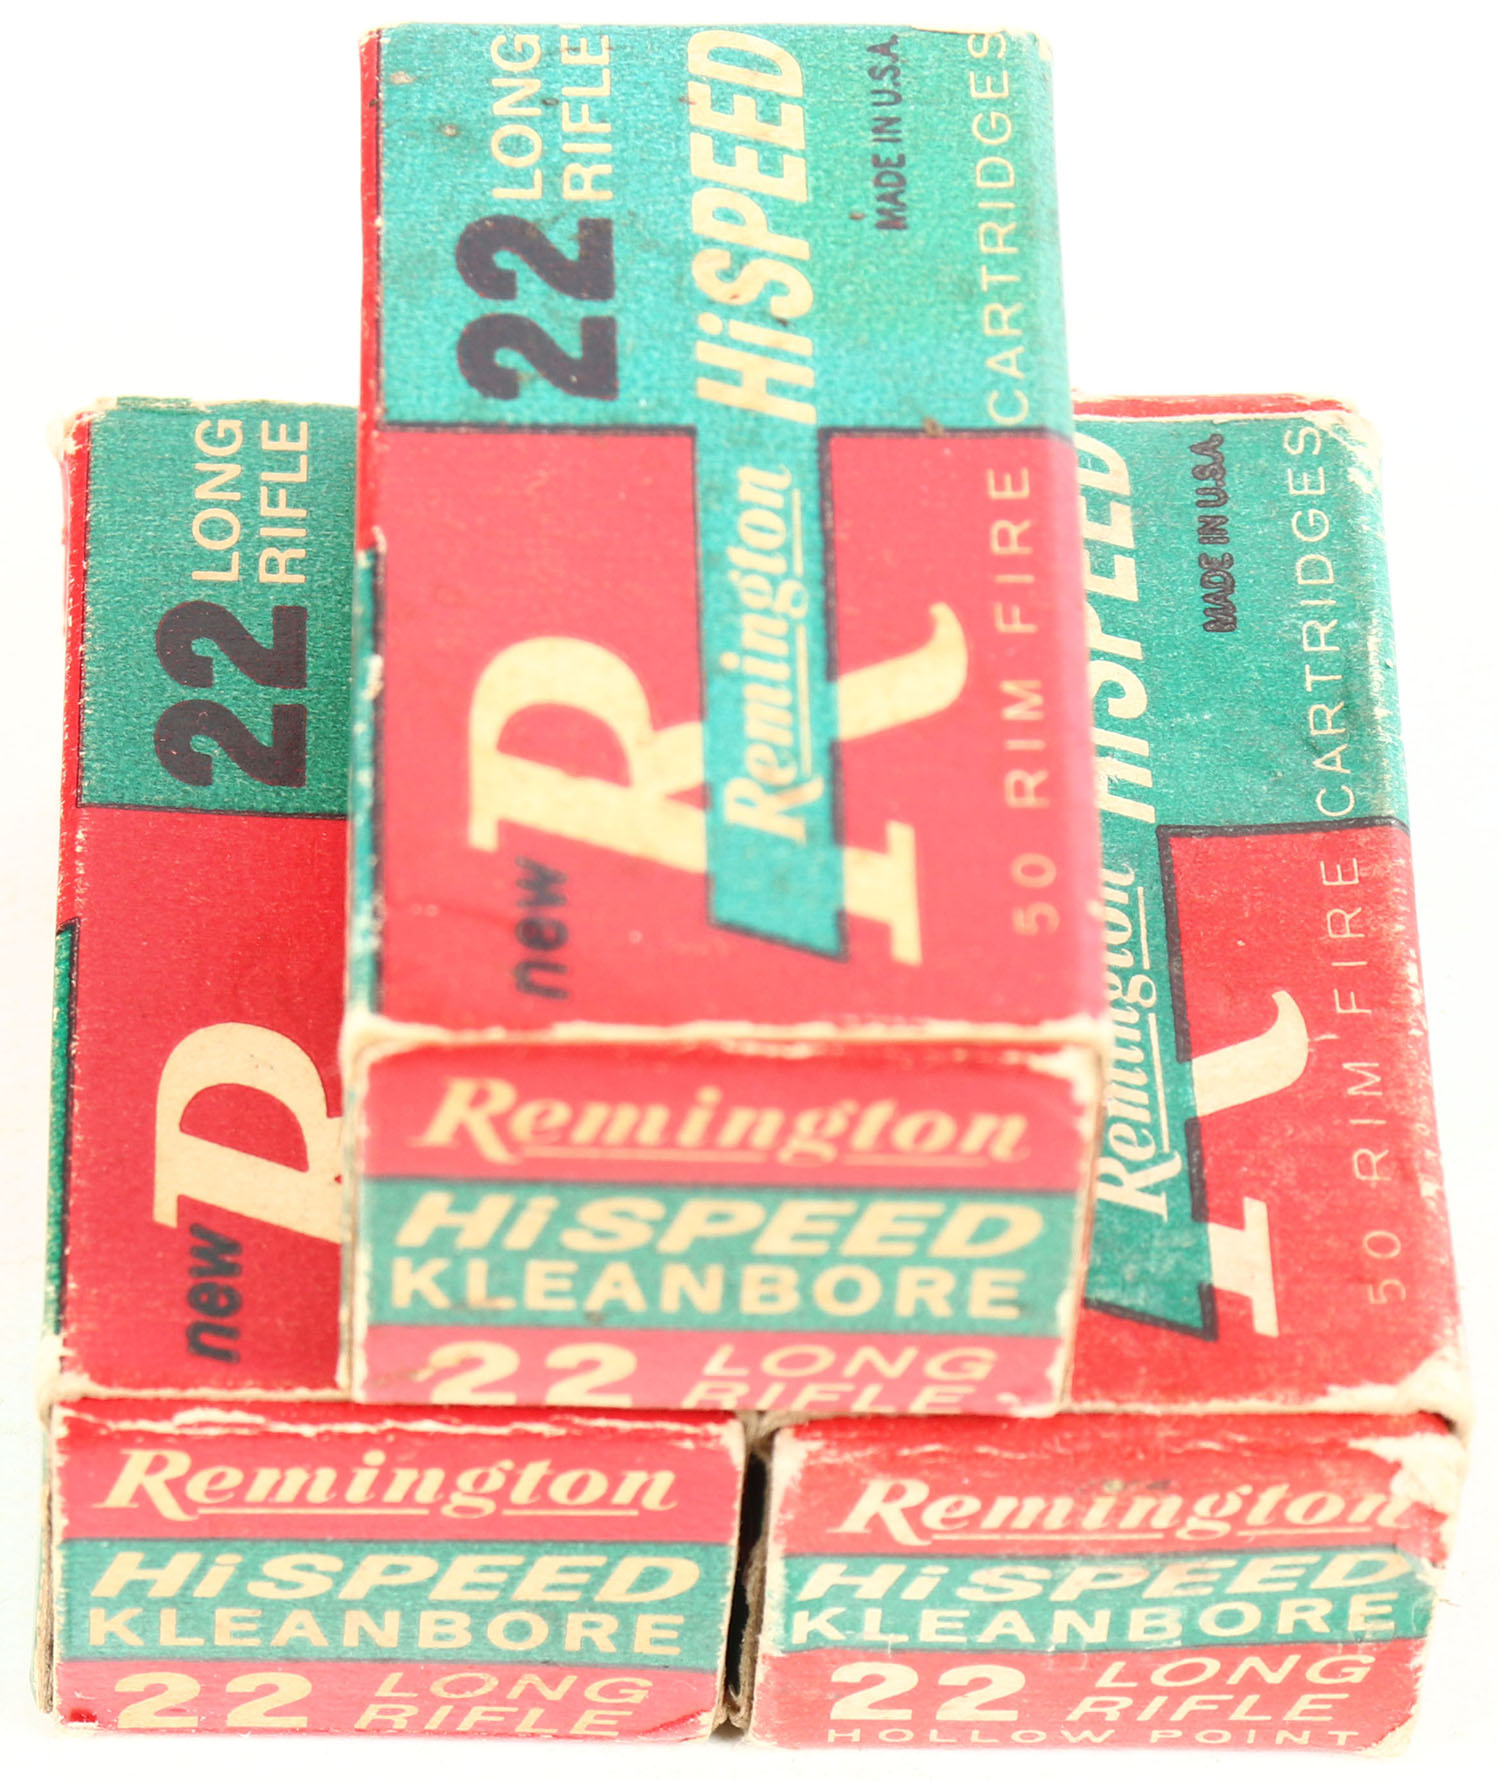 22 LONG
RIFLE
Remington HiSPEED
MADE IN U.S.A.
new R
50 RIM FIRE CARTRIDGES
Remington
HiSPEED
KLEANBORE
22 LONG
RIFLE
22 LONG
RIFLE
new R
Remington
HiSPEED
KLEANBORE
22 LONG
RIFLE
Remington HiSPEED
MADE IN U.S.A.
50 RIM FIRE CARTRIDGES
Remington
HiSPEED
KLEANBORE
22 LONG
RIFLE
HOLLOW POINT